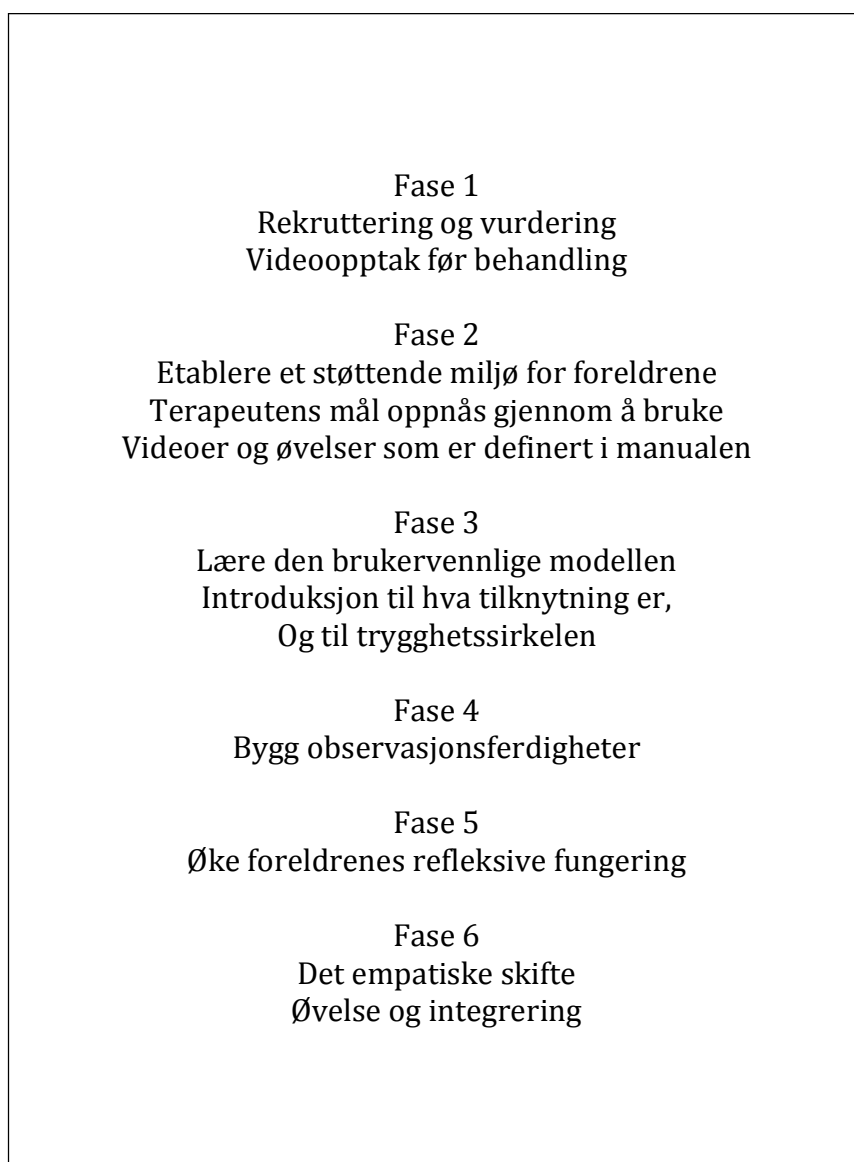 Fase 1
Rekruttering og vurdering
Videoopptak før behandling
Fase 2
Etablere et støttende miljø for foreldrene
Terapeutens mål oppnås gjennom å bruke
Videoer og øvelser som er definert i manualen
Fase 3
Lære den brukervennlige modellen
Introduksjon til hva tilknytning er,
Og til trygghetssirkelen
Fase 4
Bygg observasjonsferdigheter
Fase 5
Øke foreldrenes refleksive fungering
Fase 6
Det empatiske skifte
Øvelse og integrering